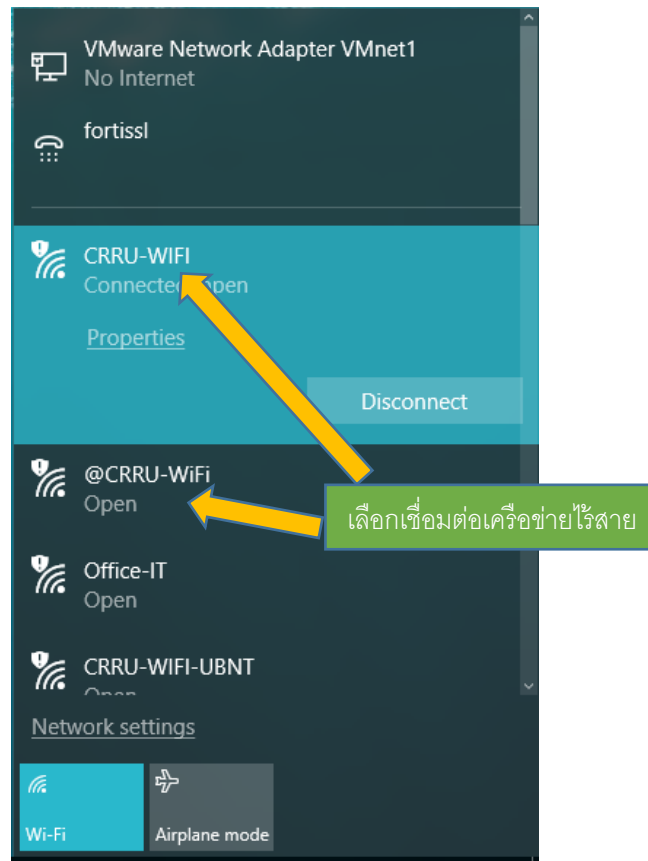 VMware Network Adapter VMnet1
No Internet
fortissl
CRRU-WIFI
Connected, open
Properties
Disconnect
@CRRU-WiFi
Open
เลือกเชื่อมต่อเครือข่ายไร้สาย
Office-IT
Open
CRRU-WIFI-UBNT
Open
Network settings
Wi-Fi
Airplane mode